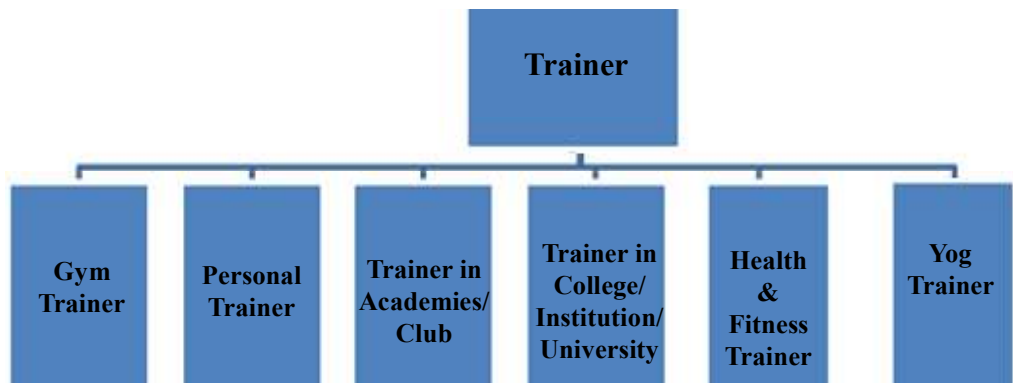 Trainer
Gym
Trainer
Personal
Trainer
Trainer in
Academies/
Club
Trainer in
College/
Institution/
University
Health
&
Fitness
Trainer
Yog
Trainer